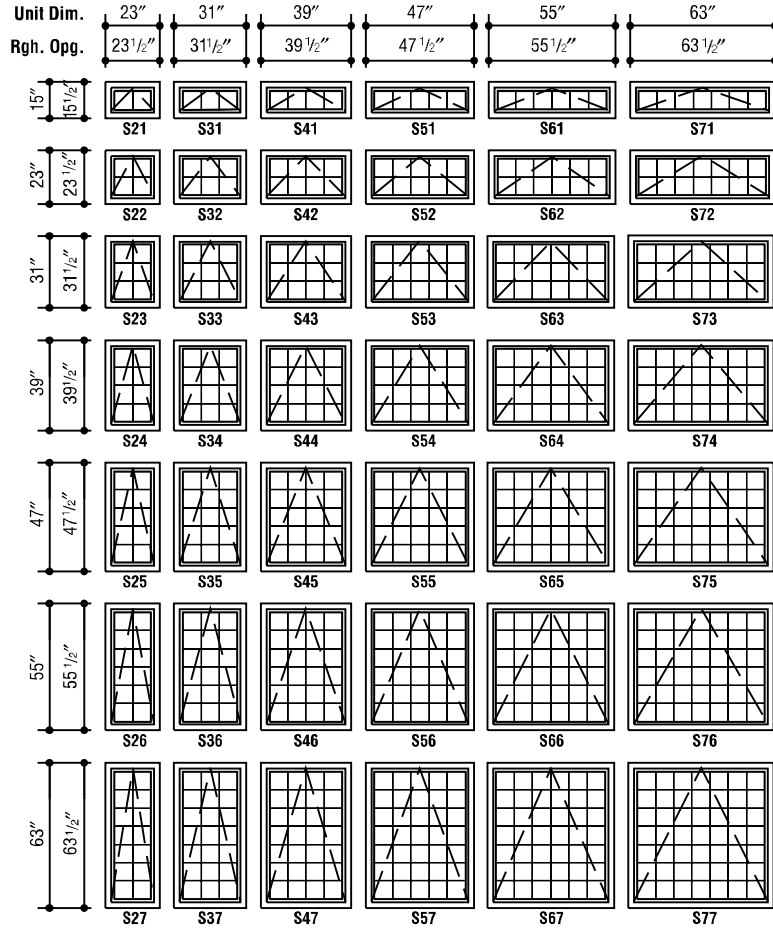 Unit Dim. 23″ 31″ 39″ 47″ 55″ 63″
Rgh. Opg. 23 1/2″ 31 1/2″ 39 1/2″ 47 1/2″ 55 1/2″ 63 1/2″
15″ 15 1/2″
S21 S31 S41 S51 S61 S71
23″ 23 1/2″
S22 S32 S42 S52 S62 S72
31″ 31 1/2″
S23 S33 S43 S53 S63 S73
39″ 39 1/2″
S24 S34 S44 S54 S64 S74
47″ 47 1/2″
S25 S35 S45 S55 S65 S75
55″ 55 1/2″
S26 S36 S46 S56 S66 S76
63″ 63 1/2″
S27 S37 S47 S57 S67 S77